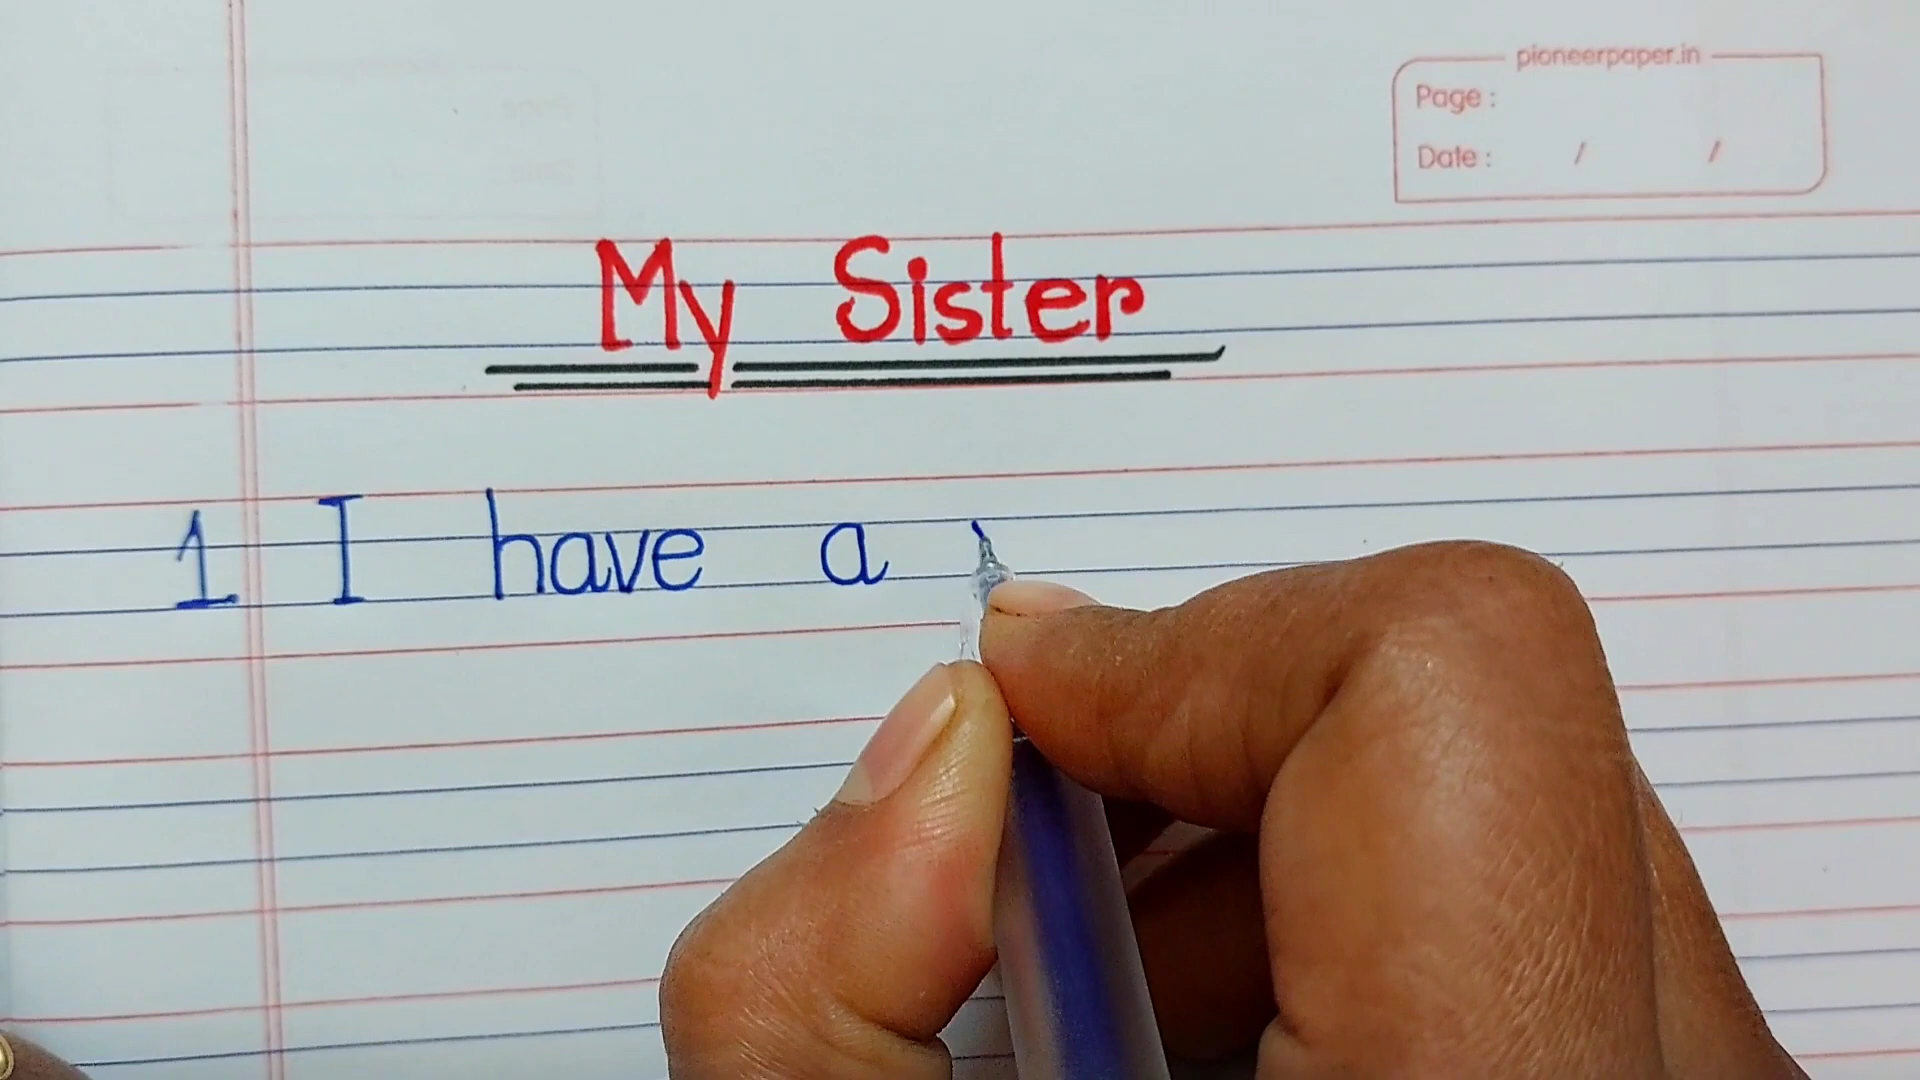 pioneerpaper.in
Page :
Date : / /
My Sister
1 I have a